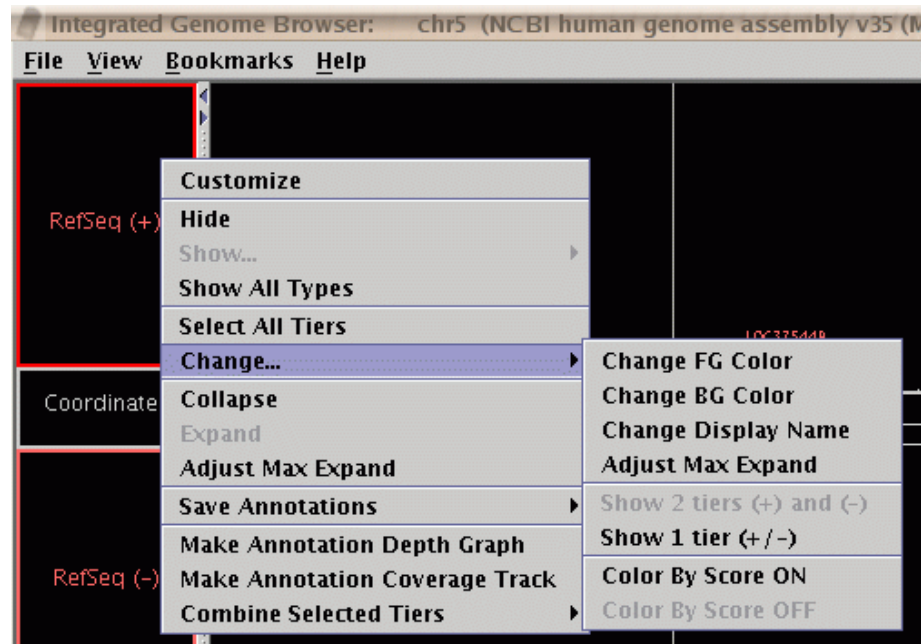 Integrated Genome Browser: chr5 (NCBI human genome assembly v35 (M
File View Bookmarks Help
RefSeq (+)
Customize
Hide
Show...
Show All Types
Select All Tiers
Change...
Collapse
Expand
Adjust Max Expand
Save Annotations
Make Annotation Depth Graph
Make Annotation Coverage Track
Combine Selected Tiers
Change FG Color
Change BG Color
Change Display Name
Adjust Max Expand
Show 2 tiers (+) and (-)
Show 1 tier (+/-)
Color By Score ON
Color By Score OFF
Coordinate
RefSeq (-)